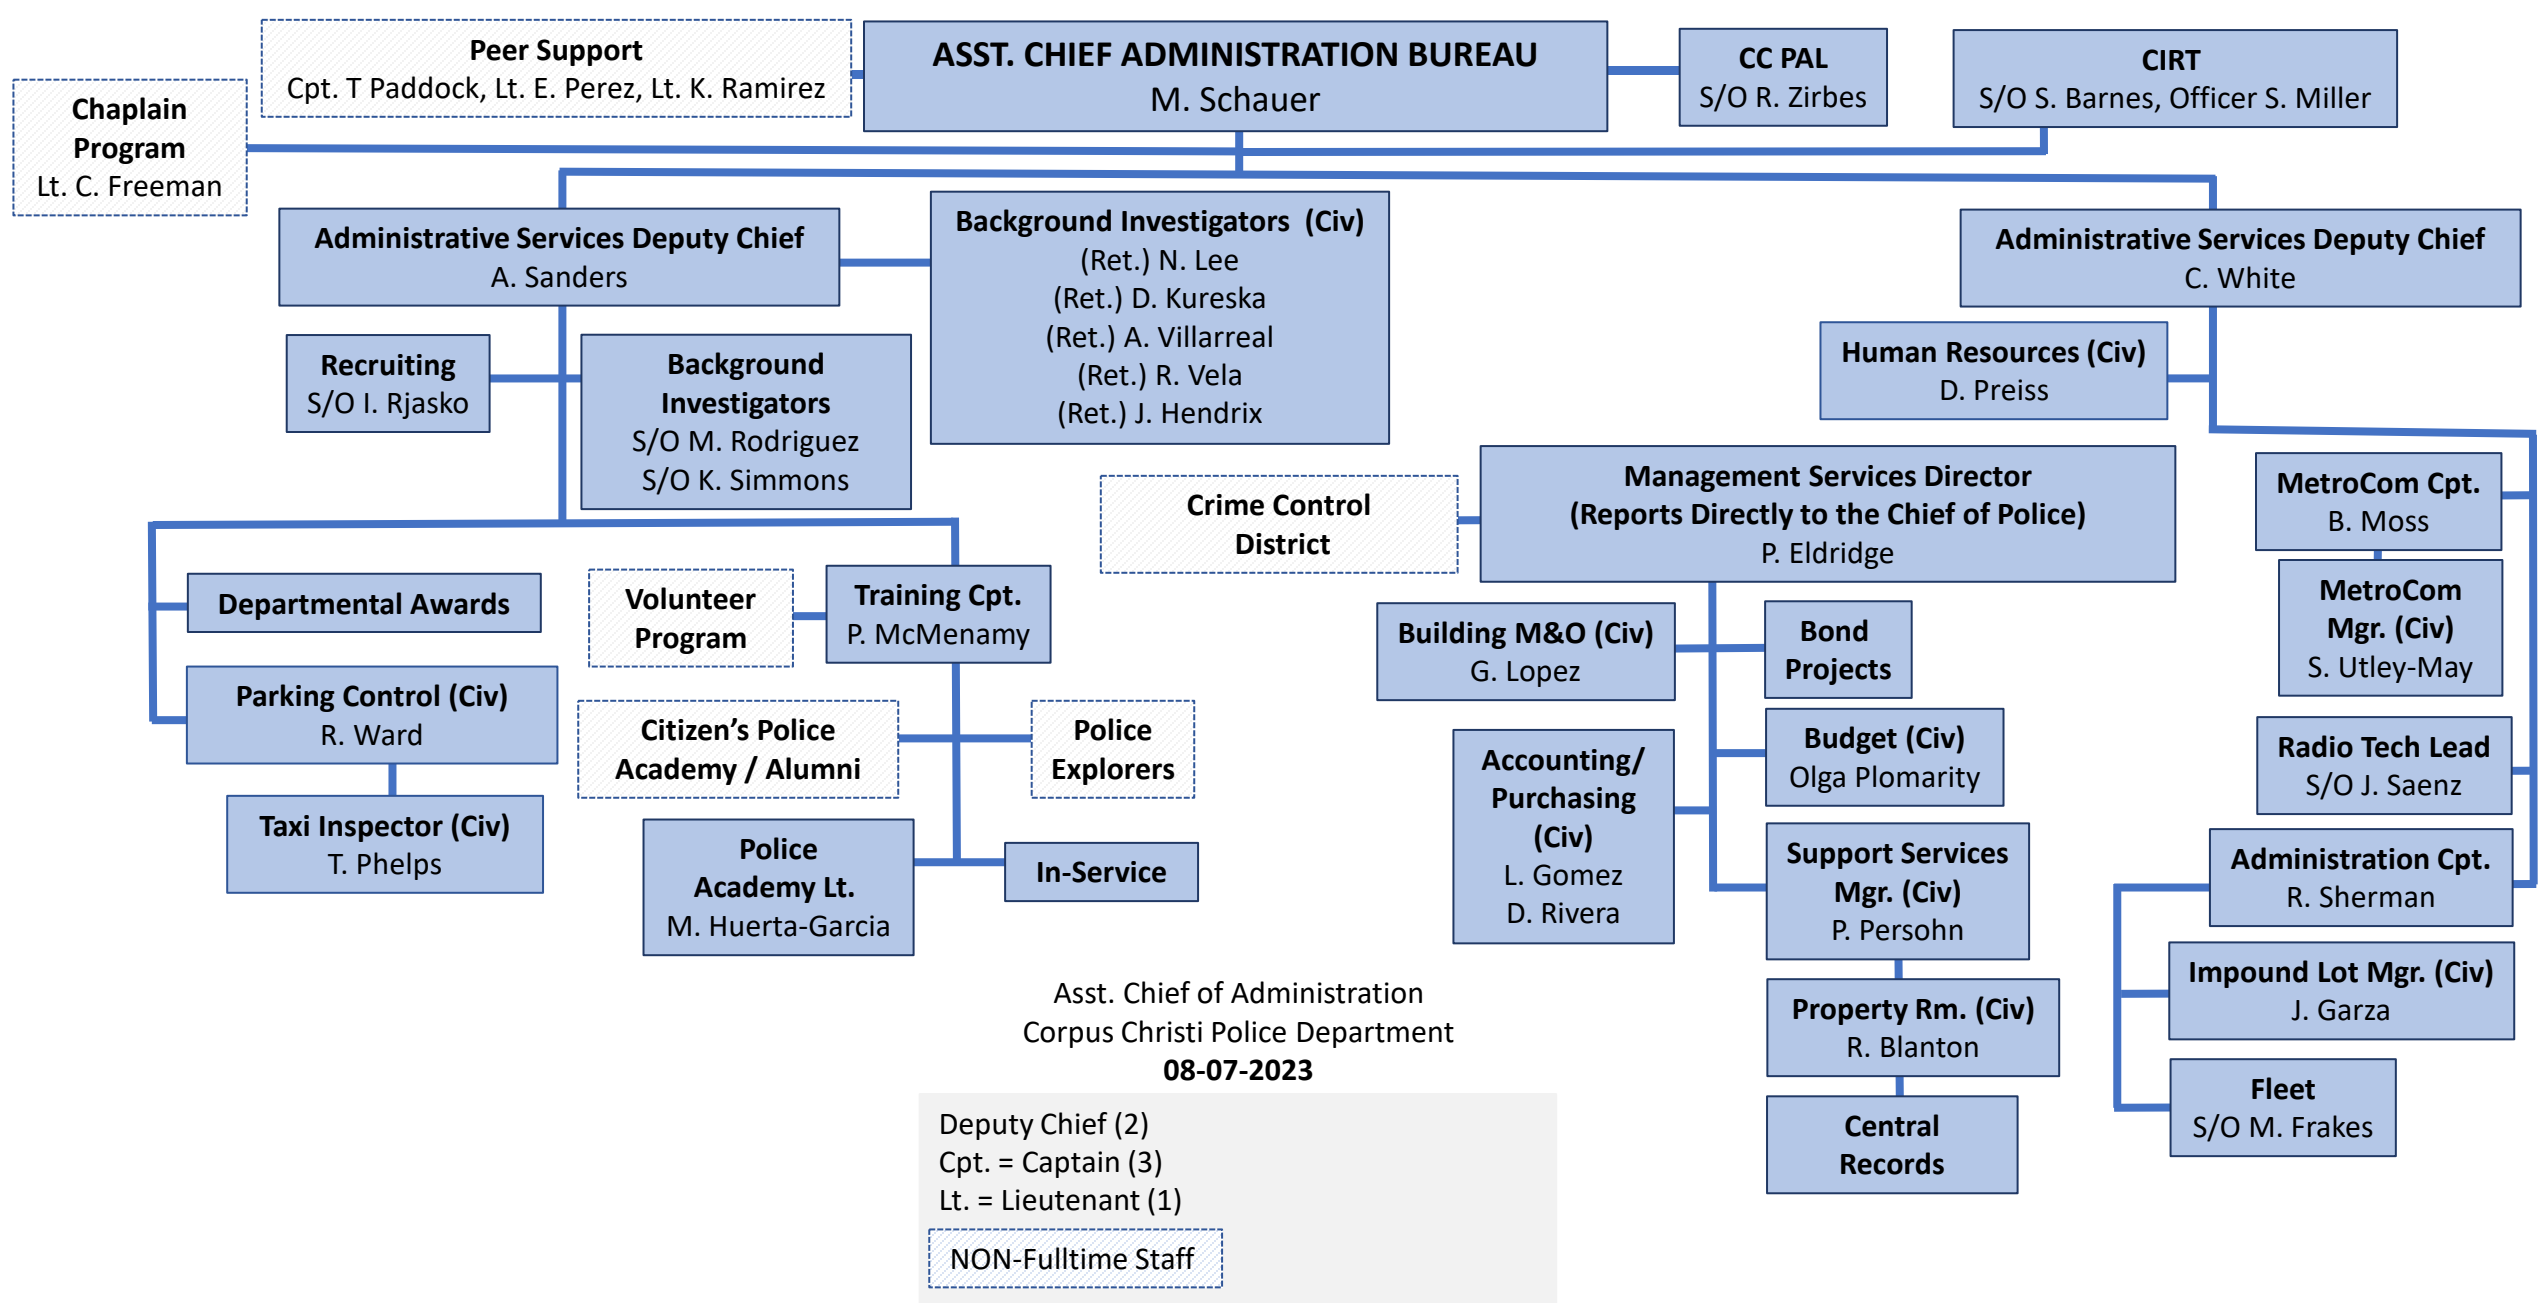 Peer Support
Cpt. T Paddock, Lt. E. Perez, Lt. K. Ramirez
ASST. CHIEF ADMINISTRATION BUREAU
M. Schauer
CC PAL
S/O R. Zirbes
CIRT
S/O S. Barnes, Officer S. Miller
Chaplain
Program
Lt. C. Freeman
Administrative Services Deputy Chief
A. Sanders
Background Investigators  (Civ)
(Ret.) N. Lee
(Ret.) D. Kureska
(Ret.) A. Villarreal
(Ret.) R. Vela
(Ret.) J. Hendrix
Administrative Services Deputy Chief
C. White
Recruiting
S/O I. Rjasko
Background
Investigators
S/O M. Rodriguez
S/O K. Simmons
Human Resources (Civ)
D. Preiss
Crime Control
District
Management Services Director
(Reports Directly to the Chief of Police)
P. Eldridge
MetroCom Cpt.
B. Moss
MetroCom
Mgr. (Civ)
S. Utley-May
Departmental Awards
Volunteer
Program
Training Cpt.
P. McMenamy
Building M&O (Civ)
G. Lopez
Bond
Projects
Parking Control (Civ)
R. Ward
Citizen’s Police
Academy / Alumni
Police
Explorers
Accounting/
Purchasing
(Civ)
L. Gomez
D. Rivera
Budget (Civ)
Olga Plomarity
Radio Tech Lead
S/O J. Saenz
Taxi Inspector (Civ)
T. Phelps
Police
Academy Lt.
M. Huerta-Garcia
In-Service
Support Services
Mgr. (Civ)
P. Persohn
Administration Cpt.
R. Sherman
Impound Lot Mgr. (Civ)
J. Garza
Property Rm. (Civ)
R. Blanton
Fleet
S/O M. Frakes
Central
Records
Asst. Chief of Administration
Corpus Christi Police Department
08-07-2023
Deputy Chief (2)
Cpt. = Captain (3)
Lt. = Lieutenant (1)
NON-Fulltime Staff